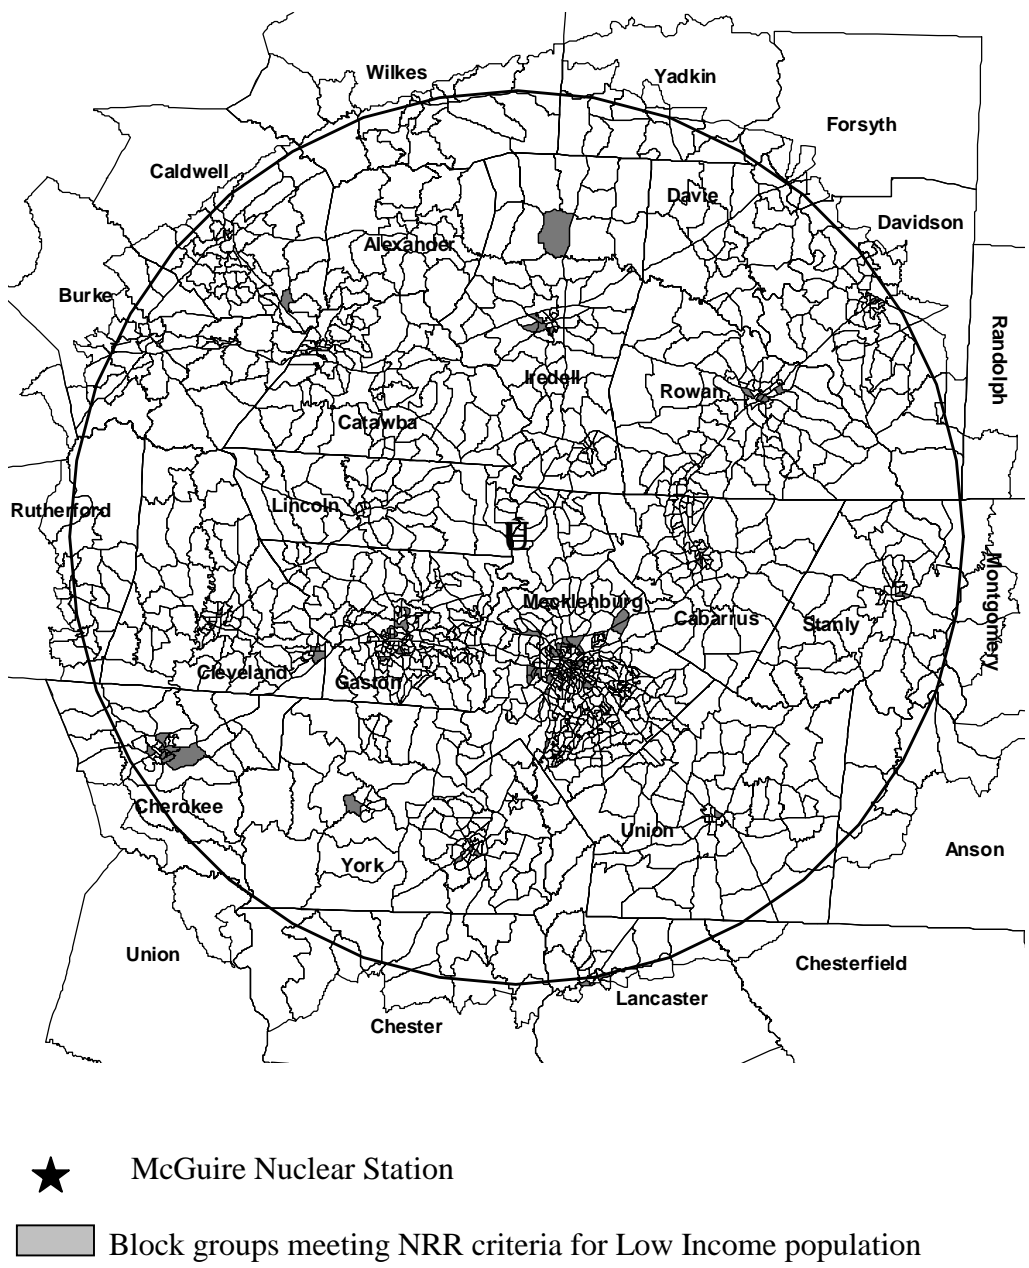 Wilkes
Yadkin
Forsyth
Caldwell
Davie
Davidson
Alexander
Burke
Randolph
Iredell
Rowan
Catawba
Lincoln
Rutherford
Montgomery
Mecklenburg
Cabarrus
Stanly
Cleveland
Gaston
Cherokee
Union
York
Anson
Union
Chesterfield
Lancaster
Chester
McGuire Nuclear Station
Block groups meeting NRR criteria for Low Income population